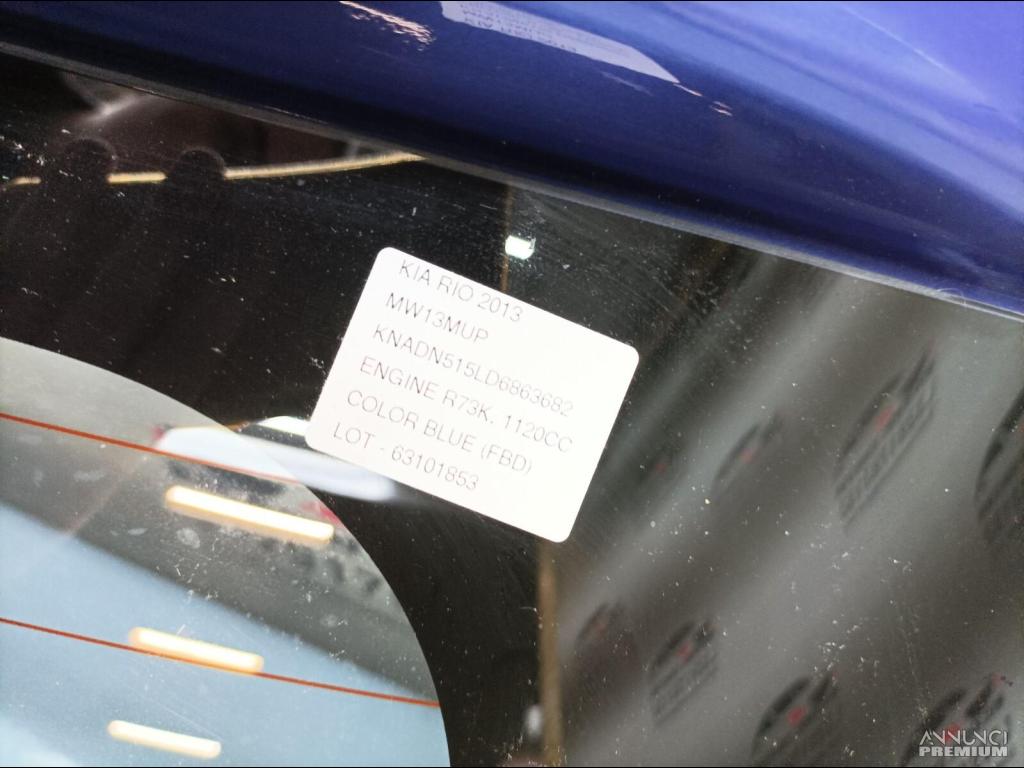 KIA RIO 2013
MW13MUP
KNADN515LD6863682
ENGINE R73K, 1120CC
COLOR BLUE (FBD)
LOT - 63101853
ANNUNCI
PREMIUM